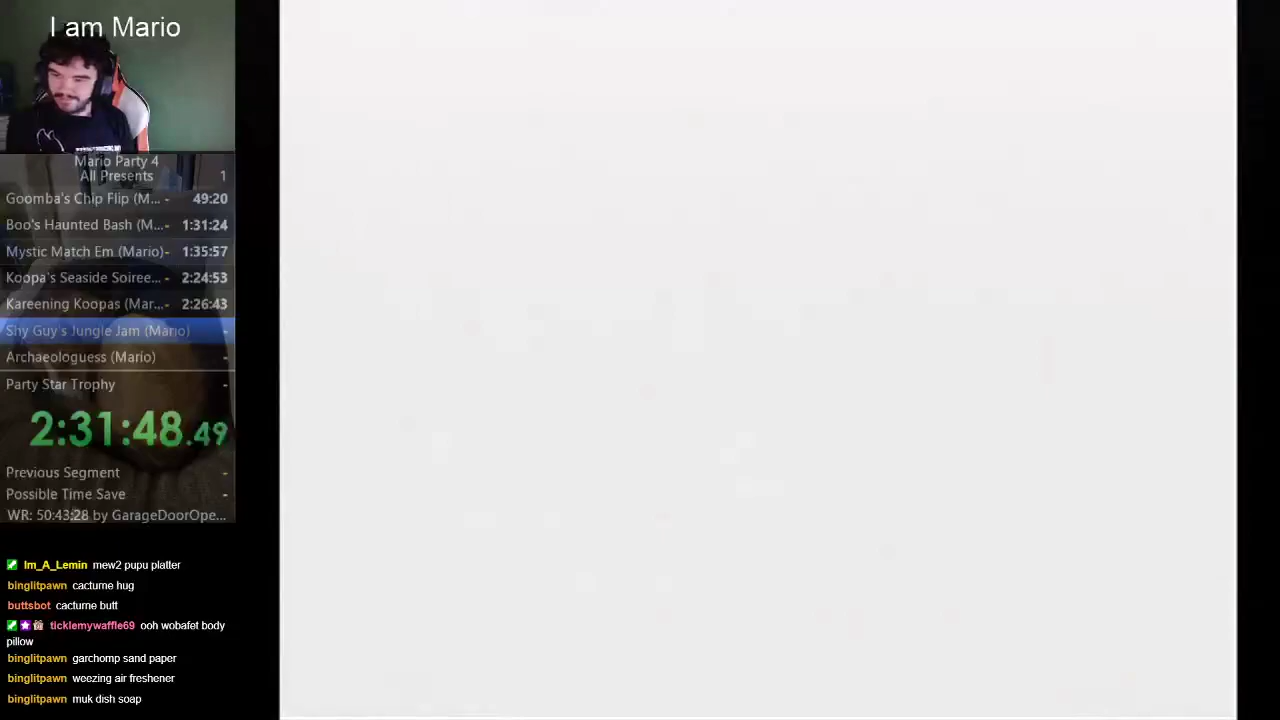 I am Mario
Mario Party 4
All Presents 1
Goomba's Chip Flip (M... - 49:20
Boo's Haunted Bash (M... - 1:31:24
Mystic Match Em (Mario)- 1:35:57
Koopa's Seaside Soiree... - 2:24:53
Kareening Koopas (Mar... - 2:26:43
Shy Guy's Jungle Jam (Mario) -
Archaeologuess (Mario) -
Party Star Trophy -
2:31:48.49
Previous Segment -
Possible Time Save -
WR: 50:43:28 by GarageDoorOpe...
Im_A_Lemin mew2 pupu platter
binglitpawn cacturne hug
buttsbot cacturne butt
ticklemywaffle69 ooh wobafet body
pillow
binglitpawn garchomp sand paper
binglitpawn weezing air freshener
binglitpawn muk dish soap